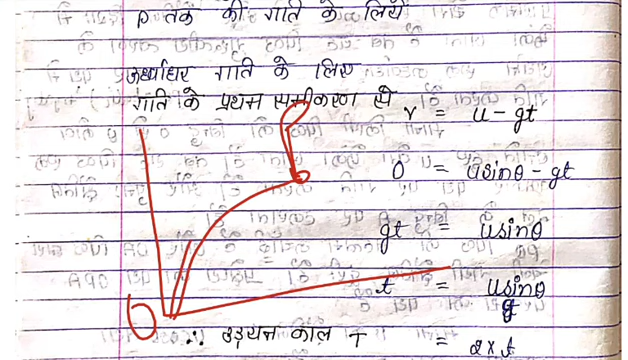 P तक की गति के लिये
ऊर्ध्वाधर गति के लिए
गति के प्रथम समीकरण से v = u - gt
0 = usinθ - gt
gt = usinθ
t = usinθ/g
∴ उड्डयन काल T = 2×t
P
O